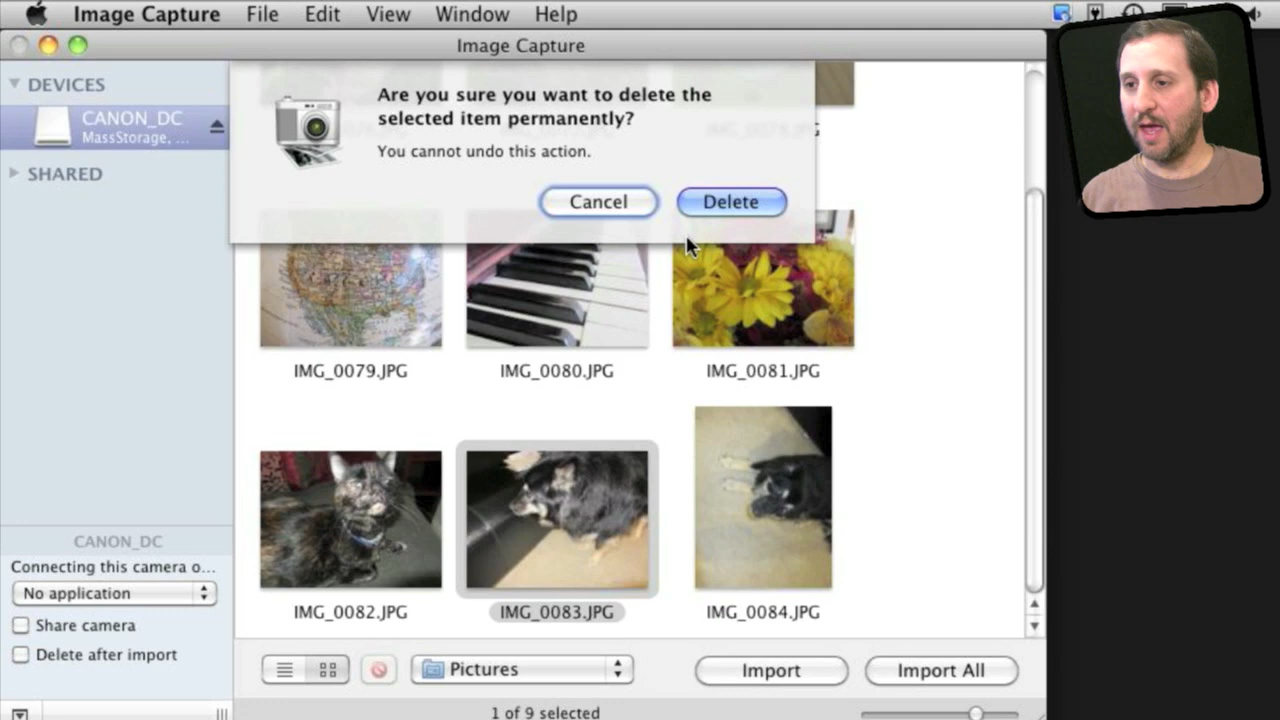 Image Capture File Edit View Window Help
Image Capture
DEVICES
CANON_DC
MassStorage, ...
SHARED
Are you sure you want to delete the
selected item permanently?
You cannot undo this action.
Cancel
Delete
IMG_0079.JPG
IMG_0080.JPG
IMG_0081.JPG
IMG_0082.JPG
IMG_0083.JPG
IMG_0084.JPG
CANON_DC
Connecting this camera o...
No application
Share camera
Delete after import
Pictures
Import
Import All
1 of 9 selected